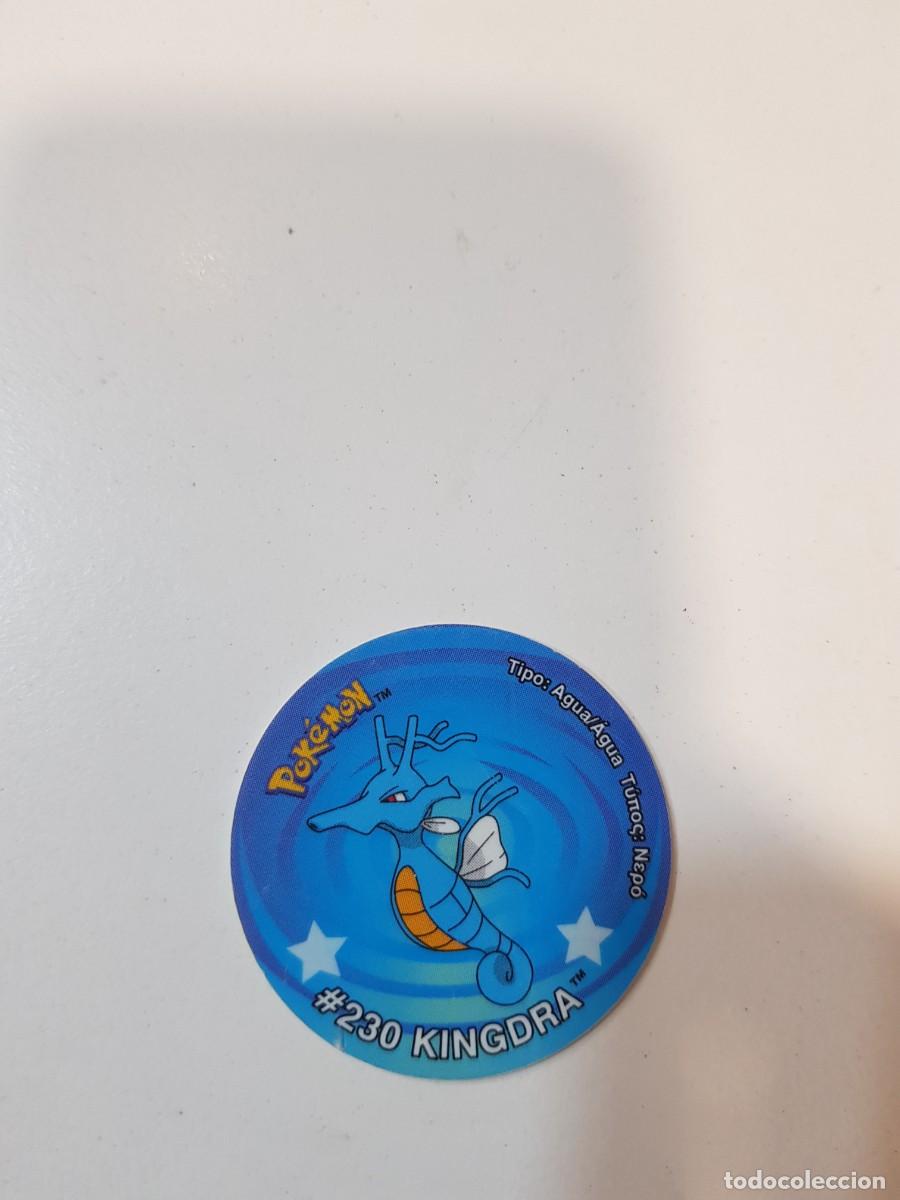 Pokémon™
Tipo: Agua/Água Τύπος: Νερό
#230 KINGDRA™
todocoleccion